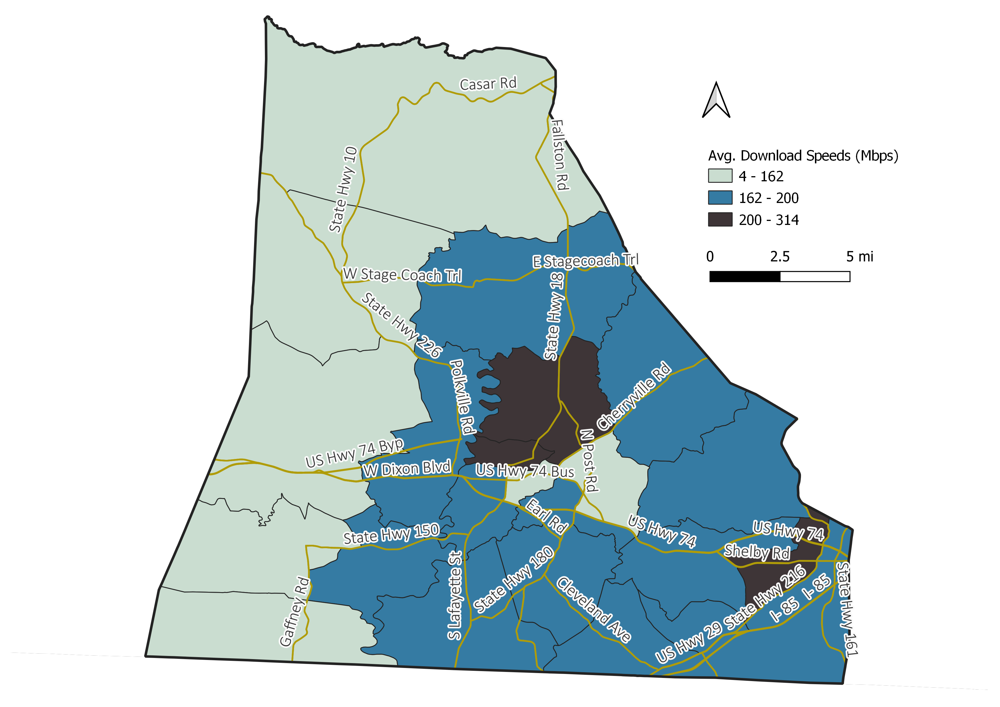 Casar Rd
Fallston Rd
State Hwy 10
Avg. Download Speeds (Mbps)
4 - 162
162 - 200
200 - 314
0 2.5 5 mi
E Stagecoach Trl
W Stage Coach Trl
State Hwy 18
State Hwy 226
Polkville Rd
Cherryville Rd
N Post Rd
US Hwy 74 Byp
W Dixon Blvd
US Hwy 74 Bus
Earl Rd
US Hwy 74
US Hwy 74
State Hwy 150
Shelby Rd
State Hwy 180
S Lafayette St
Gaffney Rd
Cleveland Ave
State Hwy 216
I- 85
I- 85
US Hwy 29
State Hwy 161